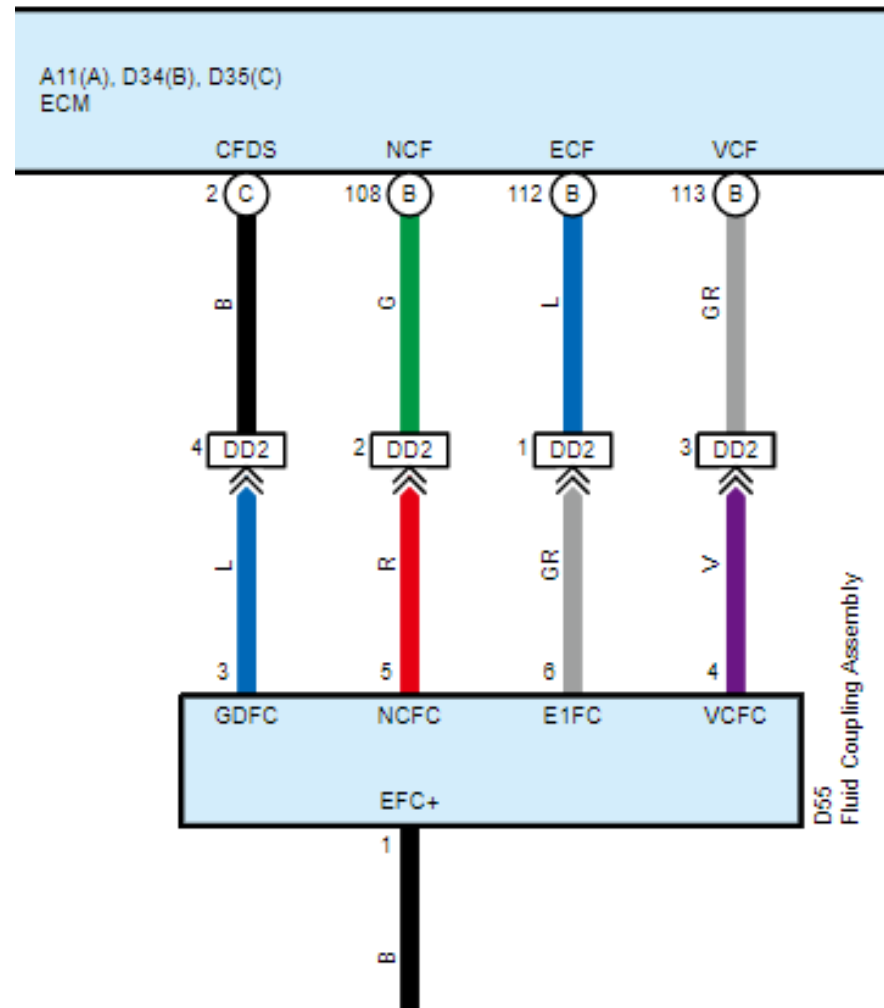 A11(A), D34(B), D35(C)
ECM
CFDS NCF ECF VCF
2 C 108 B 112 B 113 B
B G L GR
4 DD2 2 DD2 1 DD2 3 DD2
L R GR V
3 5 6 4
GDFC NCFC E1FC VCFC
EFC+
D55
Fluid Coupling Assembly
1
B